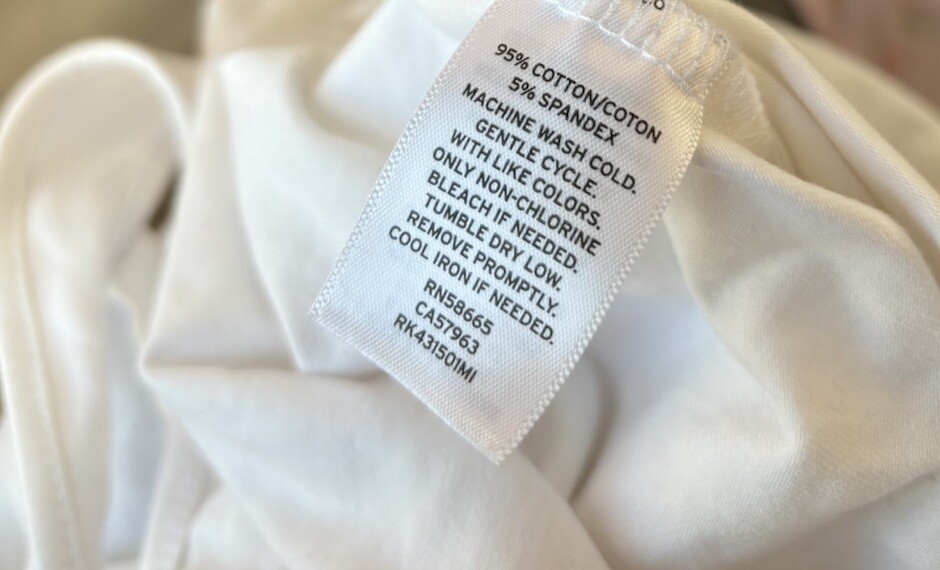 95% COTTON/COTON
5% SPANDEX
MACHINE WASH COLD.
GENTLE CYCLE.
WITH LIKE COLORS.
ONLY NON-CHLORINE
BLEACH IF NEEDED.
TUMBLE DRY LOW.
REMOVE PROMPTLY.
COOL IRON IF NEEDED.
RN58665
CA57963
RK431501MI